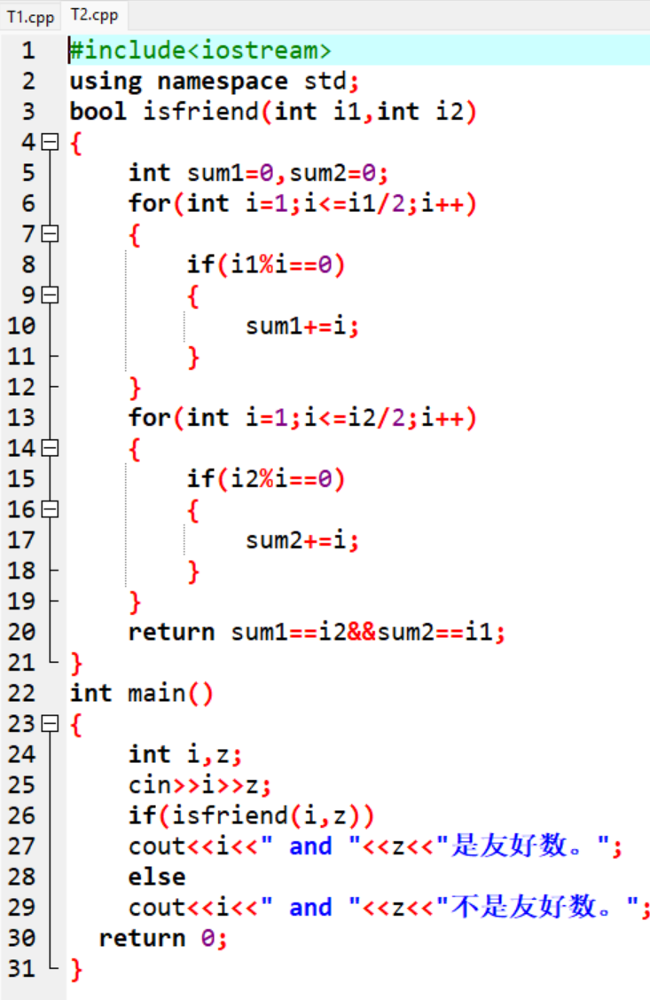 T1.cpp T2.cpp
1 #include<iostream>
2 using namespace std;
3 bool isfriend(int i1,int i2)
4 {
5 int sum1=0,sum2=0;
6 for(int i=1;i<=i1/2;i++)
7 {
8 if(i1%i==0)
9 {
10 sum1+=i;
11 }
12 }
13 for(int i=1;i<=i2/2;i++)
14 {
15 if(i2%i==0)
16 {
17 sum2+=i;
18 }
19 }
20 return sum1==i2&&sum2==i1;
21 }
22 int main()
23 {
24 int i,z;
25 cin>>i>>z;
26 if(isfriend(i,z))
27 cout<<i<<" and "<<z<<"是友好数。";
28 else
29 cout<<i<<" and "<<z<<"不是友好数。";
30 return 0;
31 }